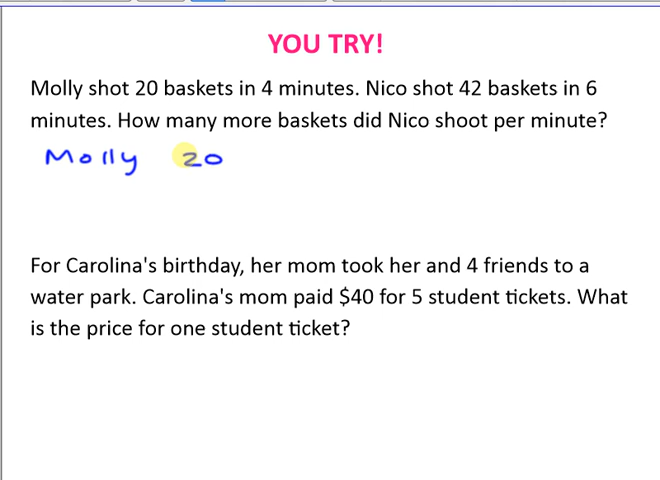 YOU TRY!
Molly shot 20 baskets in 4 minutes. Nico shot 42 baskets in 6
minutes. How many more baskets did Nico shoot per minute?
Molly 20
For Carolina's birthday, her mom took her and 4 friends to a
water park. Carolina's mom paid $40 for 5 student tickets. What
is the price for one student ticket?